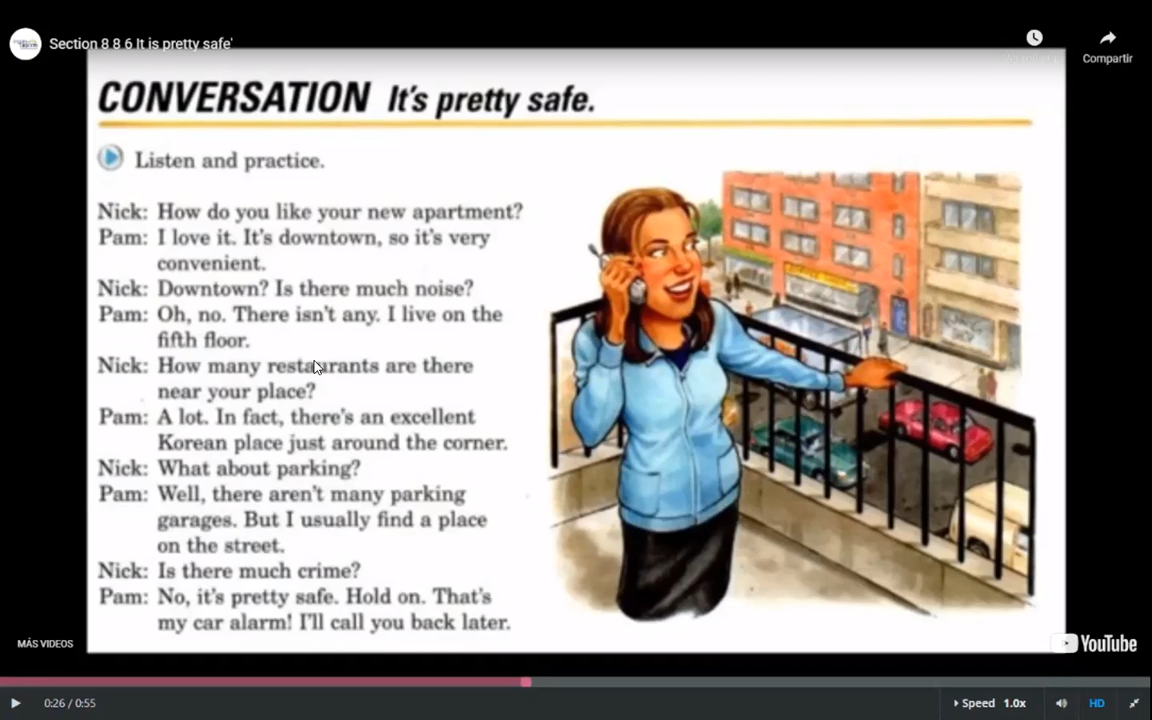 Section 8 8 6 It is pretty safe'
Compartir
CONVERSATION It's pretty safe.
Listen and practice.
Nick: How do you like your new apartment?
Pam: I love it. It's downtown, so it's very
convenient.
Nick: Downtown? Is there much noise?
Pam: Oh, no. There isn't any. I live on the
fifth floor.
Nick: How many restaurants are there
near your place?
Pam: A lot. In fact, there's an excellent
Korean place just around the corner.
Nick: What about parking?
Pam: Well, there aren't many parking
garages. But I usually find a place
on the street.
Nick: Is there much crime?
Pam: No, it's pretty safe. Hold on. That's
my car alarm! I'll call you back later.
MÁS VIDEOS
YouTube
0:26 / 0:55
Speed 1.0x
HD